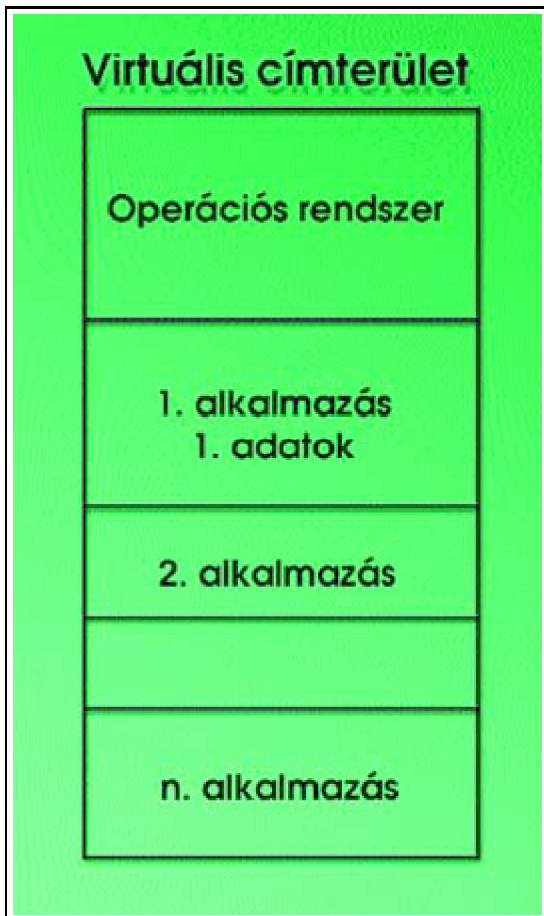 Virtuális címterület
Operációs rendszer
1. alkalmazás
1. adatok
2. alkalmazás
n. alkalmazás